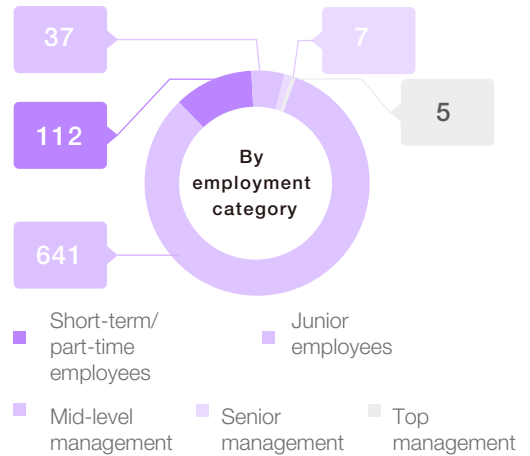 37
7
112
5
By
employment
category
641
Short-term/
part-time
employees
Junior
employees
Mid-level
management
Senior
management
Top
management